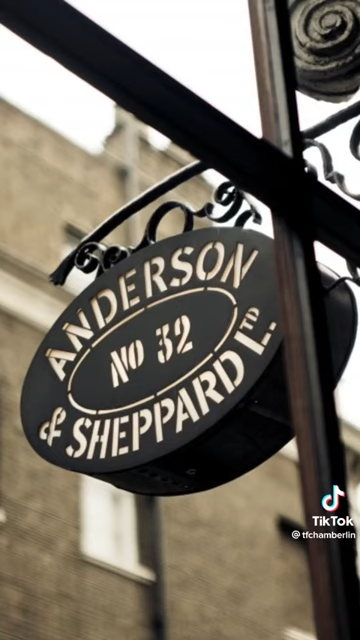 ANDERSON
No 32
& SHEPPARD LTD.
TikTok
@tfchamberlin